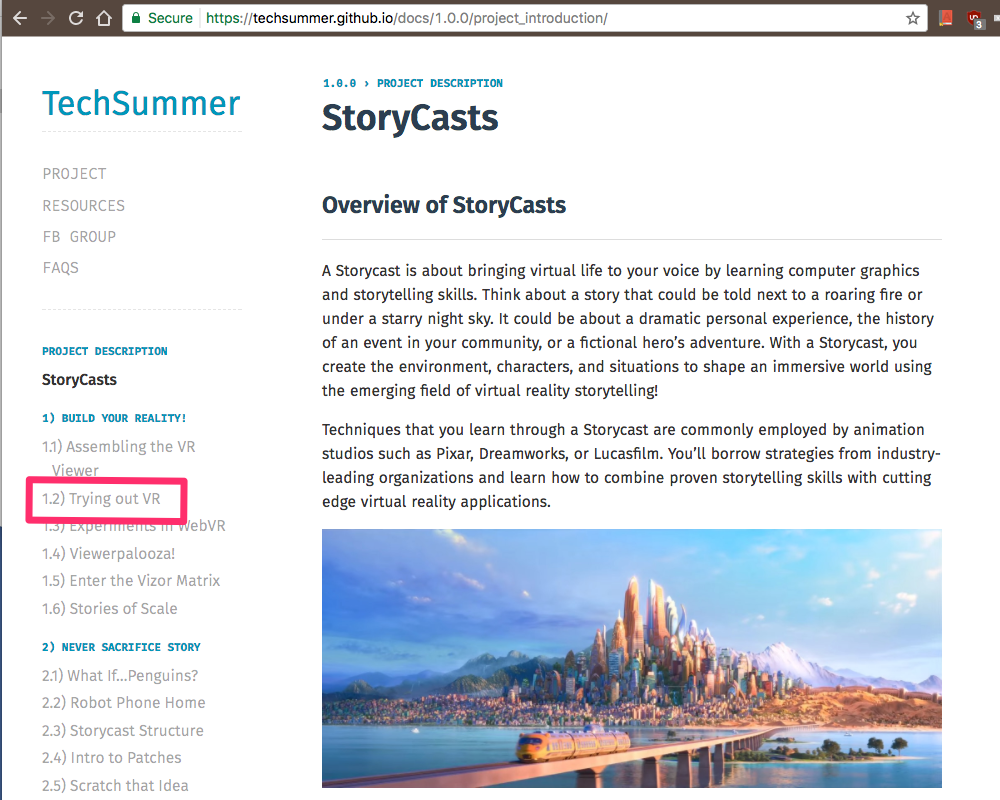 Secure
https://techsummer.github.io/docs/1.0.0/project_introduction/
3
TechSummer
PROJECT
RESOURCES
FB GROUP
FAQS
PROJECT DESCRIPTION
StoryCasts
1) BUILD YOUR REALITY!
1.1) Assembling the VR
Viewer
1.2) Trying out VR
1.3) Experiments in WebVR
1.4) Viewerpalooza!
1.5) Enter the Vizor Matrix
1.6) Stories of Scale
2) NEVER SACRIFICE STORY
2.1) What If...Penguins?
2.2) Robot Phone Home
2.3) Storycast Structure
2.4) Intro to Patches
2.5) Scratch that Idea
1.0.0 › PROJECT DESCRIPTION
StoryCasts
Overview of StoryCasts
A Storycast is about bringing virtual life to your voice by learning computer graphics
and storytelling skills. Think about a story that could be told next to a roaring fire or
under a starry night sky. It could be about a dramatic personal experience, the history
of an event in your community, or a fictional hero’s adventure. With a Storycast, you
create the environment, characters, and situations to shape an immersive world using
the emerging field of virtual reality storytelling!
Techniques that you learn through a Storycast are commonly employed by animation
studios such as Pixar, Dreamworks, or Lucasfilm. You’ll borrow strategies from industry-
leading organizations and learn how to combine proven storytelling skills with cutting
edge virtual reality applications.